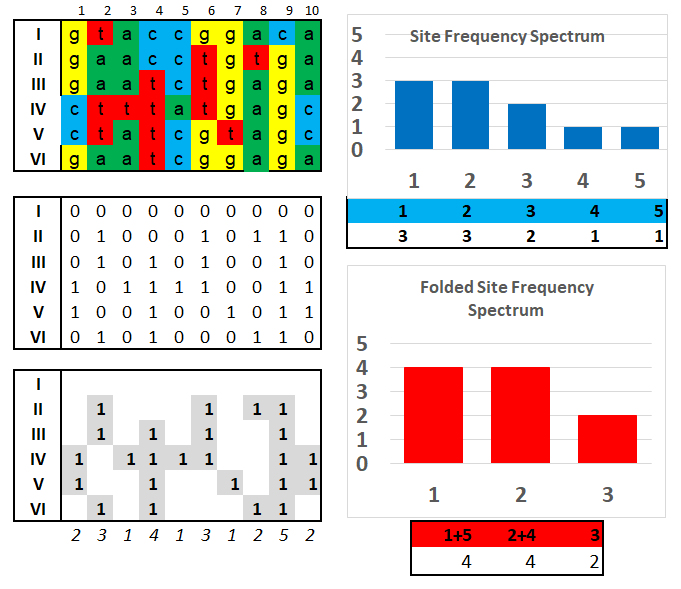 1 2 3 4 5 6 7 8 9 10
I g t a c c g g a c a
II g a a c c t g t g a
III g a a t c t g a g a
IV c t t t a t g a g c
V c t a t c g t a g c
VI g a a t c g g a g a
I 0 0 0 0 0 0 0 0 0 0
II 0 1 0 0 0 1 0 1 1 0
III 0 1 0 1 0 1 0 0 1 0
IV 1 0 1 1 1 1 0 0 1 1
V 1 0 0 1 0 0 1 0 1 1
VI 0 1 0 1 0 0 0 1 1 0
I
II 1 1 1 1
III 1 1 1 1
IV 1 1 1 1 1 1 1
V 1 1 1 1 1
VI 1 1 1 1
2 3 1 4 1 3 1 2 5 2
Site Frequency Spectrum
5
4
3
2
1
0
1 2 3 4 5
1 2 3 4 5
3 3 2 1 1
Folded Site Frequency
Spectrum
5
4
3
2
1
0
1 2 3
1+5 2+4 3
4 4 2